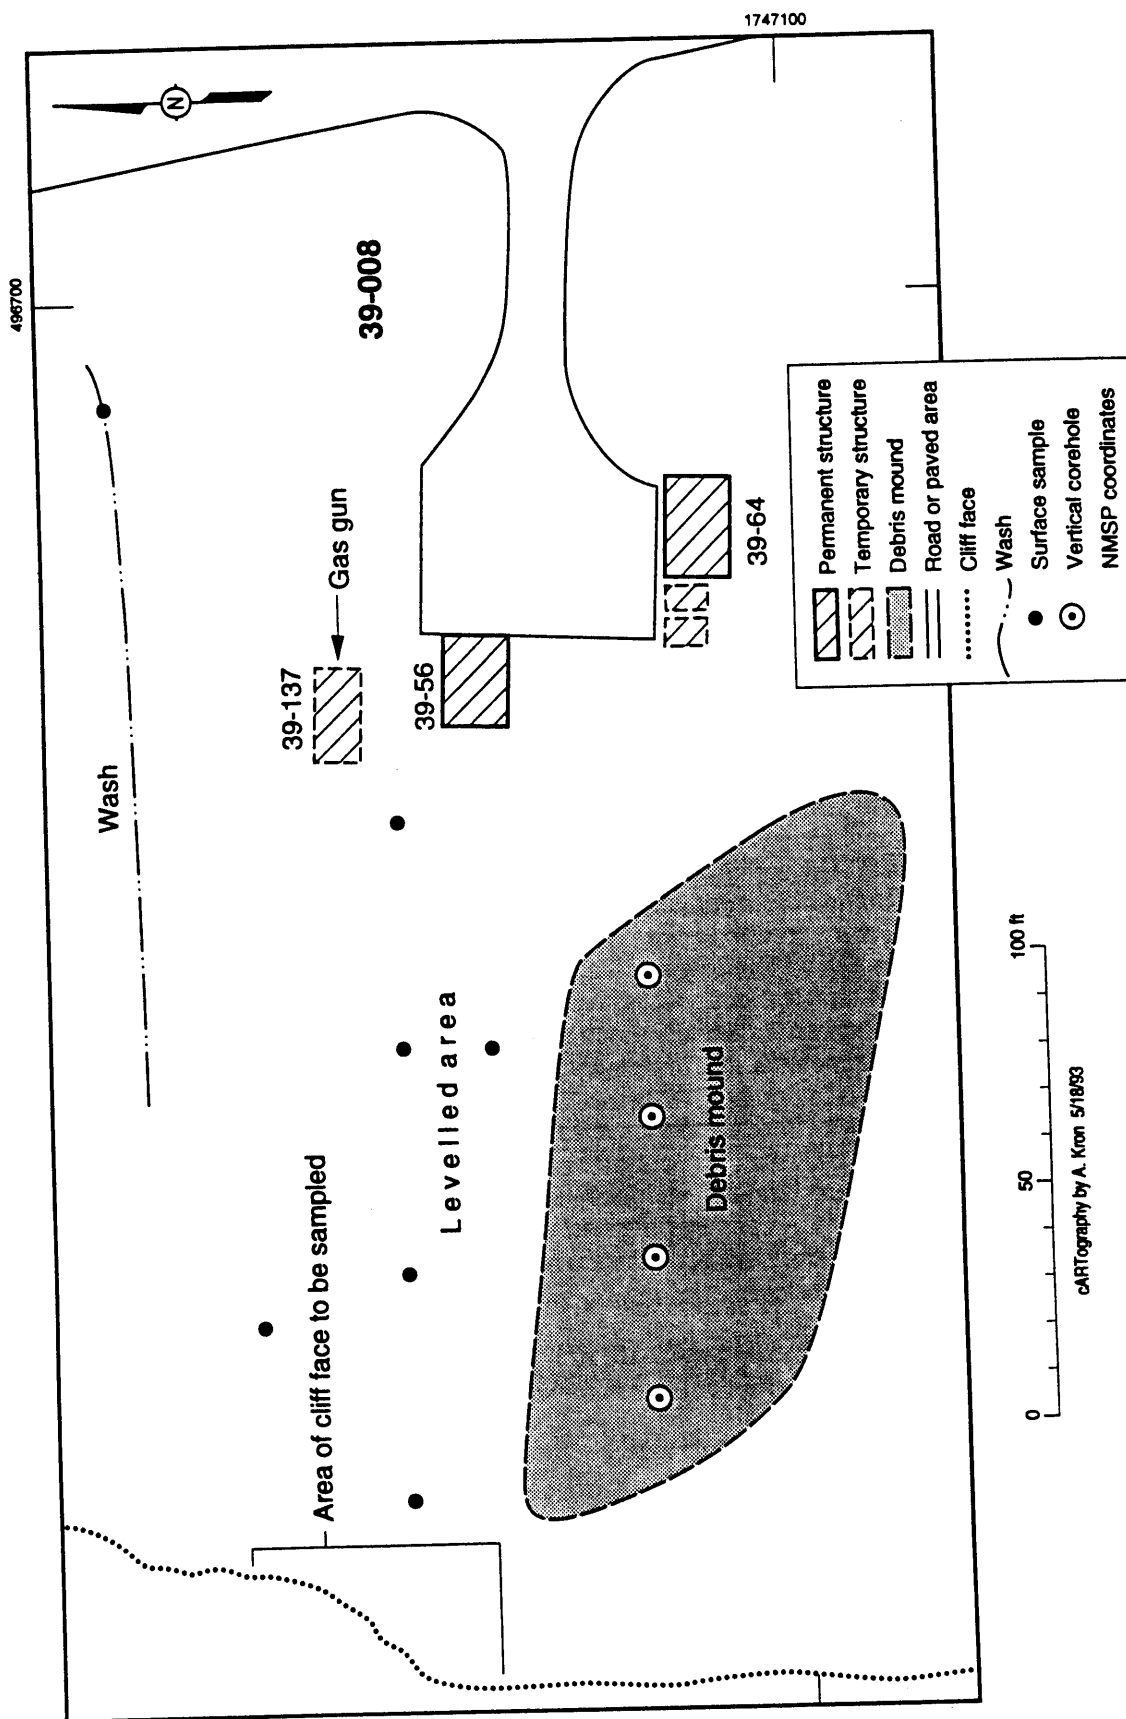 1747100
496700
N
39-008
Wash
Gas gun
39-137
39-56
39-64
Levelled area
Area of cliff face to be sampled
Debris mound
Permanent structure
Temporary structure
Debris mound
Road or paved area
Cliff face
Wash
Surface sample
Vertical corehole
NMSP coordinates
0
50
100 ft
cARTography by A. Kron 5/18/93